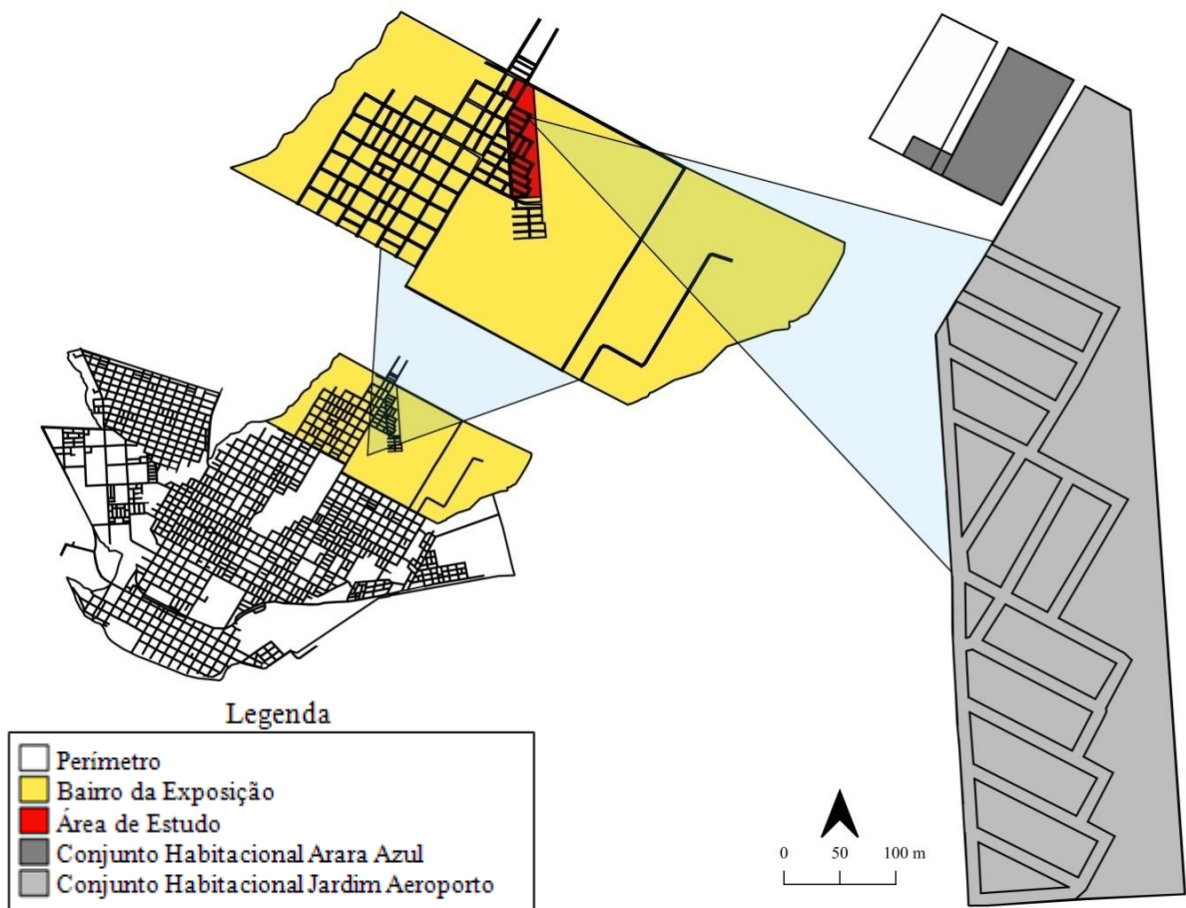 Legenda
Perímetro
Bairro da Exposição
Área de Estudo
Conjunto Habitacional Arara Azul
Conjunto Habitacional Jardim Aeroporto
0 50 100 m